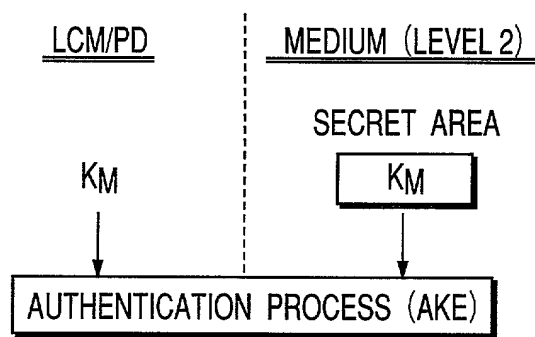 LCM/PD
MEDIUM (LEVEL 2)
SECRET AREA
KM
KM
AUTHENTICATION PROCESS (AKE)